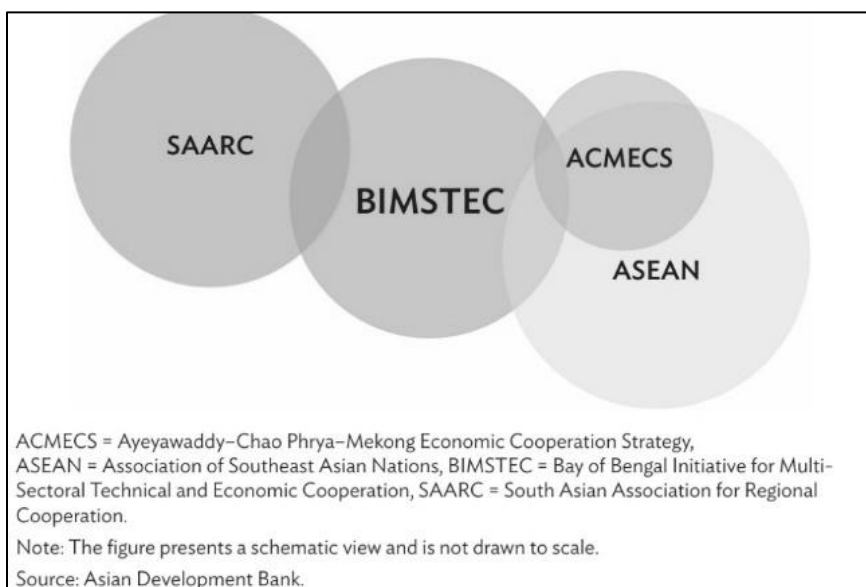 SAARC
ACMECS
BIMSTEC
ASEAN
ACMECS = Ayeyawaddy–Chao Phrya–Mekong Economic Cooperation Strategy,
ASEAN = Association of Southeast Asian Nations, BIMSTEC = Bay of Bengal Initiative for Multi-
Sectoral Technical and Economic Cooperation, SAARC = South Asian Association for Regional
Cooperation.
Note: The figure presents a schematic view and is not drawn to scale.
Source: Asian Development Bank.